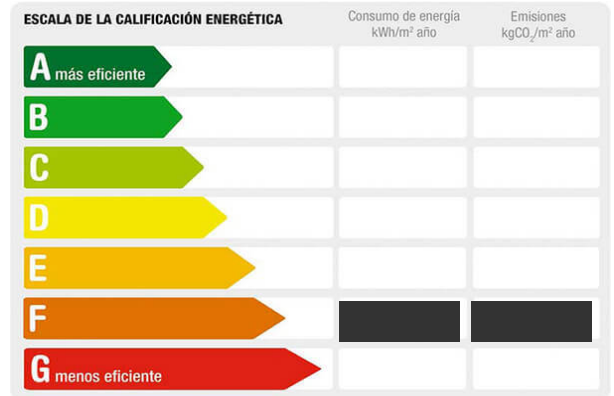 ESCALA DE LA CALIFICACIÓN ENERGÉTICA
Consumo de energía
kWh/m² año
Emisiones
kgCO₂/m² año
A más eficiente
B
C
D
E
F
G menos eficiente